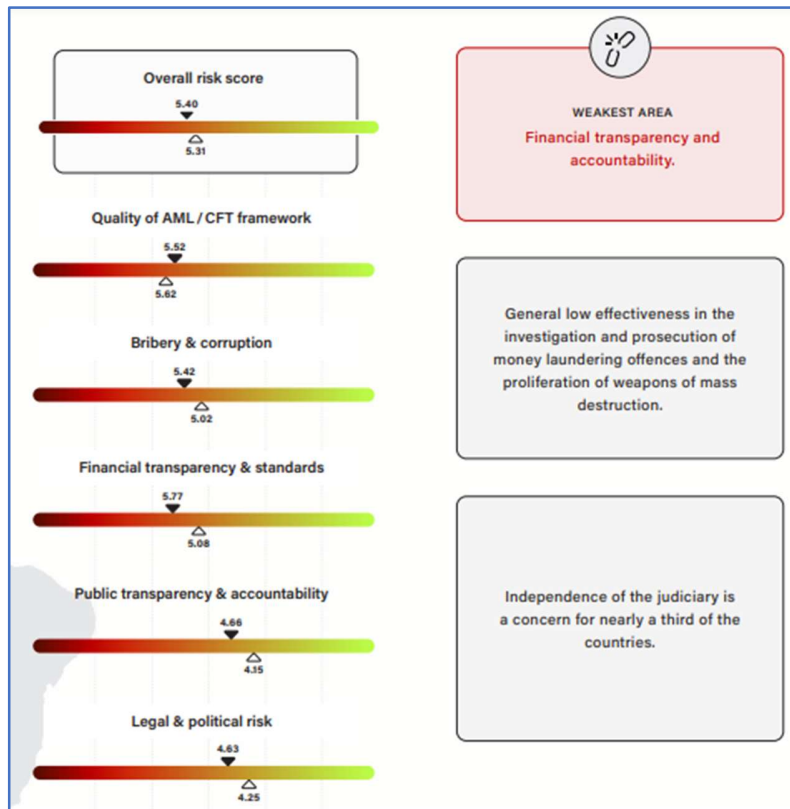 Overall risk score
5.40
5.31
Quality of AML / CFT framework
5.52
5.62
Bribery & corruption
5.42
5.02
Financial transparency & standards
5.77
5.08
Public transparency & accountability
4.66
4.15
Legal & political risk
4.63
4.25
WEAKEST AREA
Financial transparency and
accountability.
General low effectiveness in the
investigation and prosecution of
money laundering offences and the
proliferation of weapons of mass
destruction.
Independence of the judiciary is
a concern for nearly a third of the
countries.